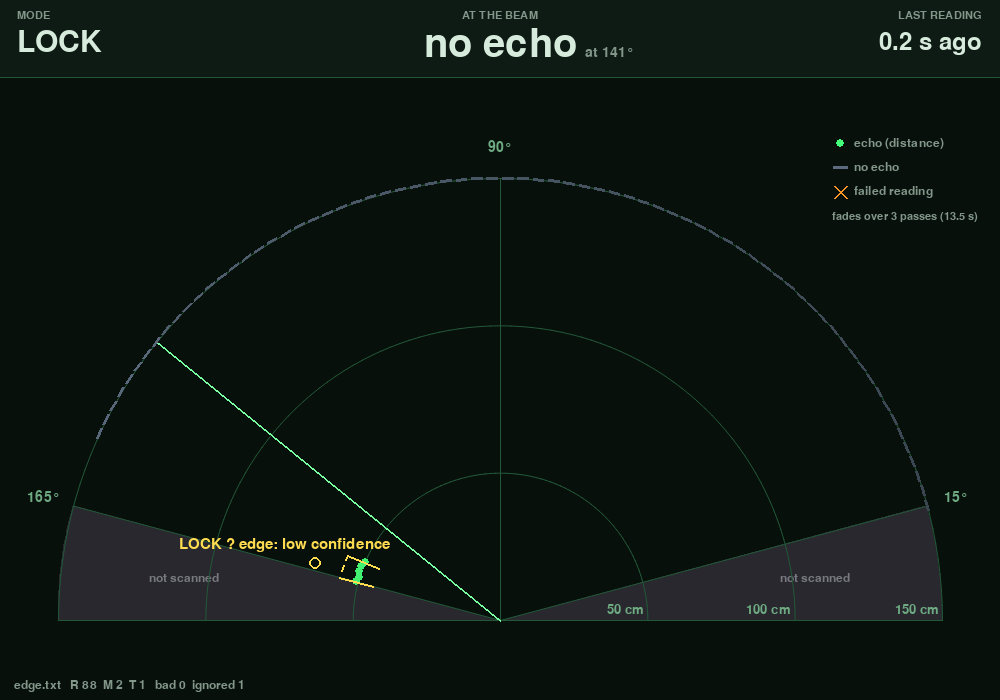 MODE
LOCK
AT THE BEAM
no echo at 141°
LAST READING
0.2 s ago
90°
echo (distance)
no echo
failed reading
fades over 3 passes (13.5 s)
165°
15°
LOCK ? edge: low confidence
not scanned
not scanned
50 cm
100 cm
150 cm
edge.txt R 88 M 2 T 1 bad 0 ignored 1